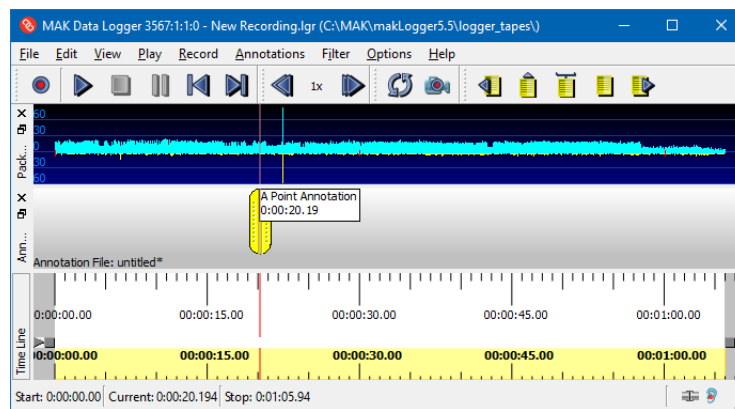 MAK Data Logger 3567:1:1:0 - New Recording.lgr (C:\MAK\makLogger5.5\logger_tapes\)
File Edit View Play Record Annotations Filter Options Help
1x
60
30
0
30
60
Pack...
A Point Annotation
0:00:20.19
Ann...
Annotation File: untitled*
0:00:00.00 00:00:15.00 00:00:30.00 00:00:45.00 00:01:00.00
00:00:00.00 00:00:15.00 00:00:30.00 00:00:45.00 00:01:00.00
Time Line
Start: 0:00:00.00 Current: 0:00:20.194 Stop: 0:01:05.94